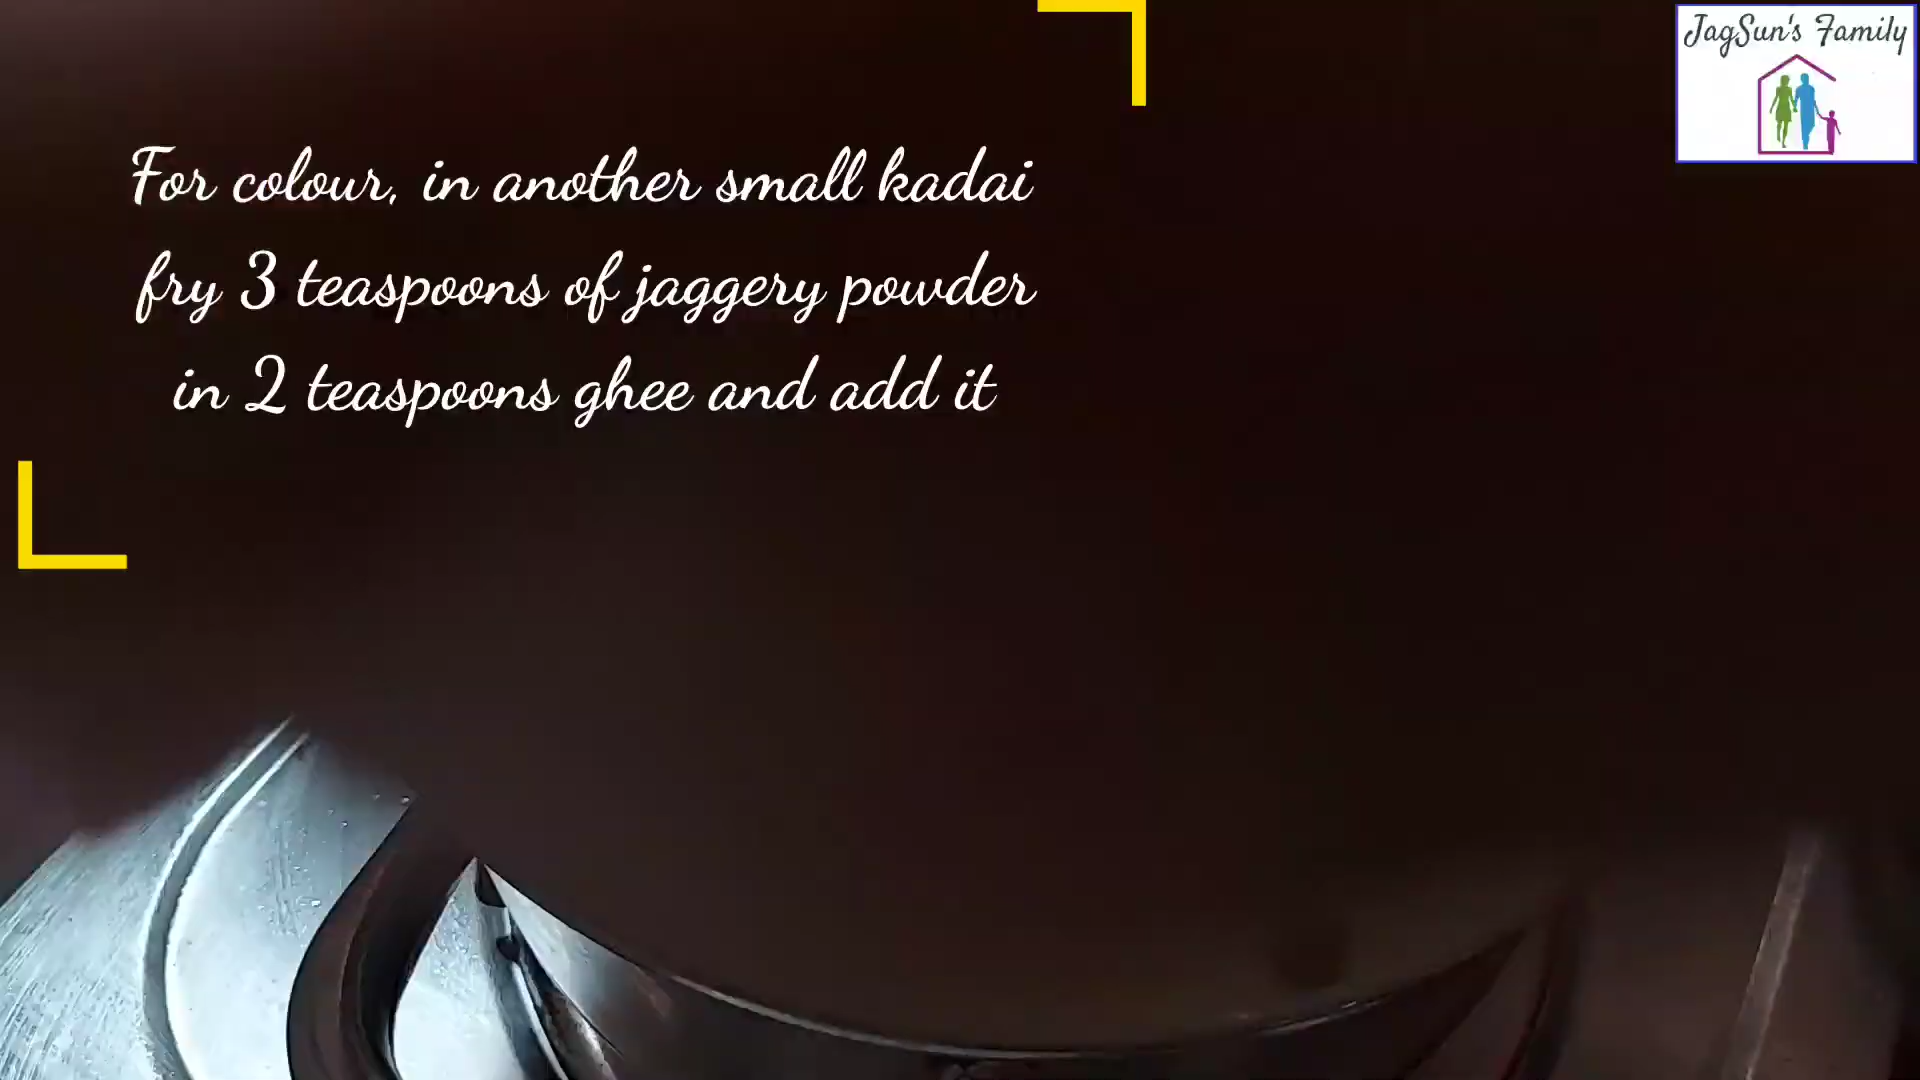 JagSun's Family
For colour, in another small kadai
fry 3 teaspoons of jaggery powder
in 2 teaspoons ghee and add it